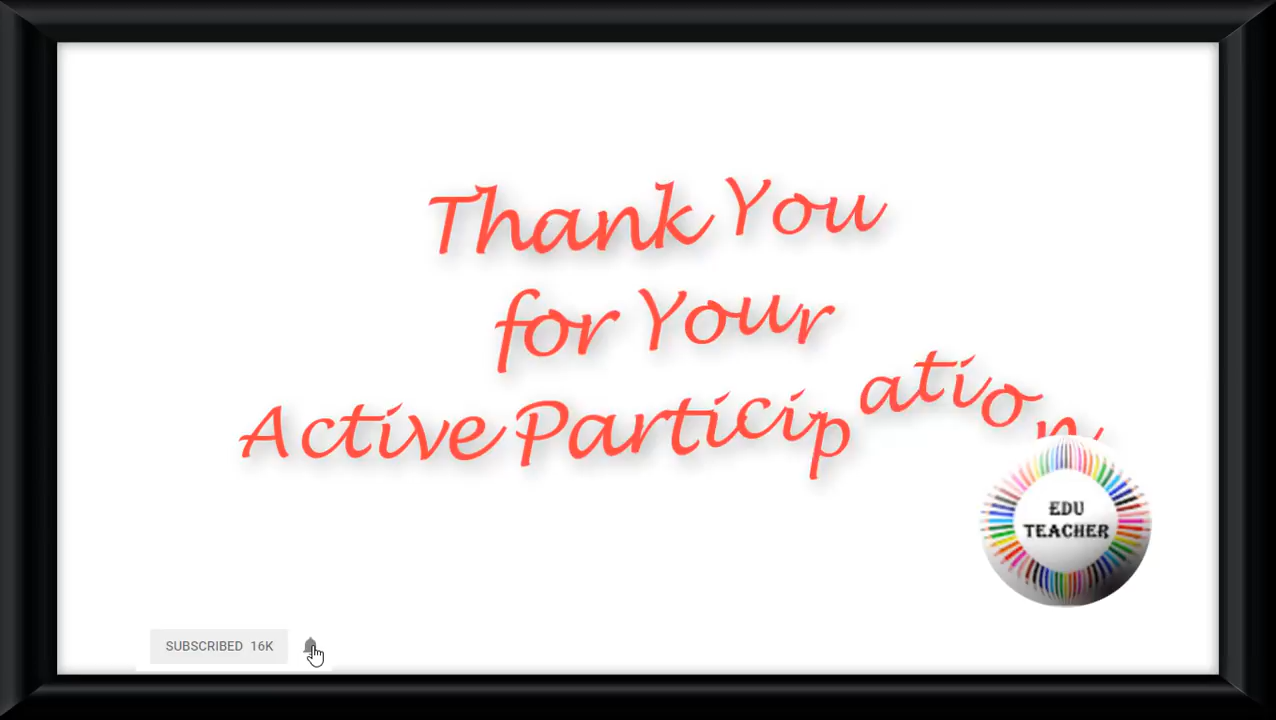 Thank You
for Your
Active Participation
EDU
TEACHER
SUBSCRIBED 16K